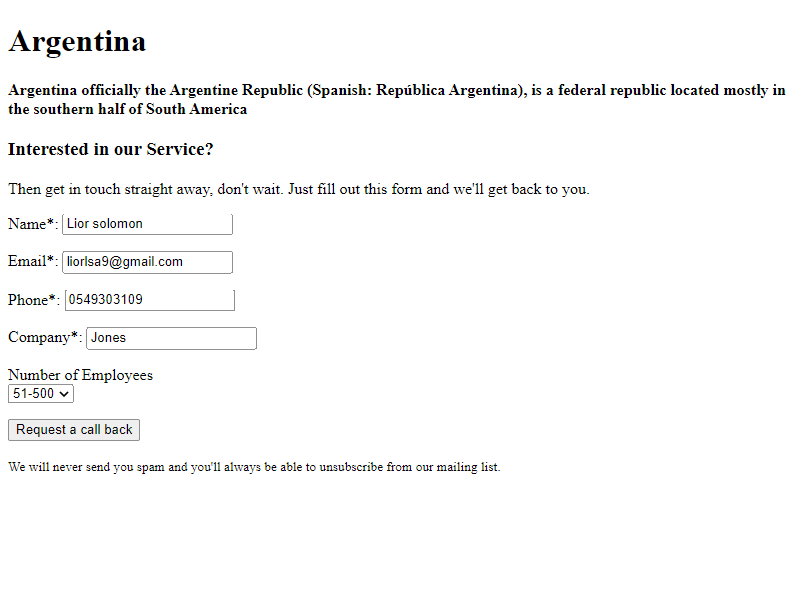 Argentina
Argentina officially the Argentine Republic (Spanish: República Argentina), is a federal republic located mostly in
the southern half of South America
Interested in our Service?
Then get in touch straight away, don't wait. Just fill out this form and we'll get back to you.
Name*: Lior solomon
Email*: liorlsa9@gmail.com
Phone*: 0549303109
Company*: Jones
Number of Employees
51-500
Request a call back
We will never send you spam and you'll always be able to unsubscribe from our mailing list.